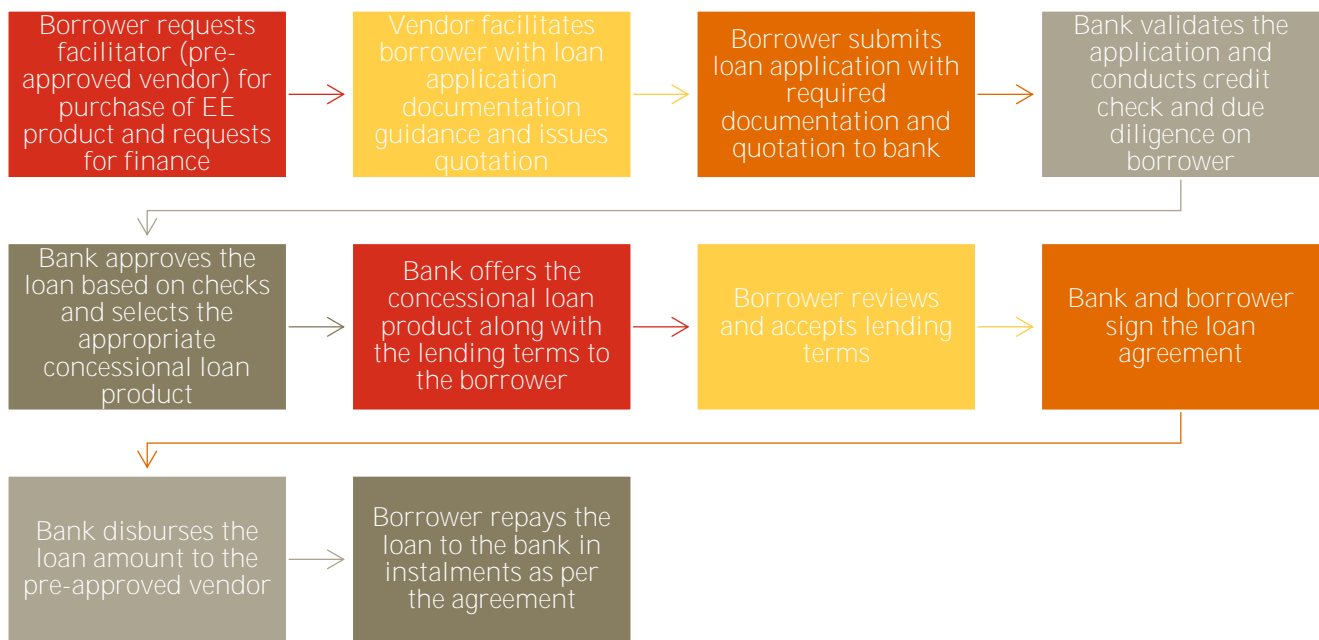 Borrower requests
facilitator (pre-
approved vendor) for
purchase of EE
product and requests
for finance
Vendor facilitates
borrower with loan
application
documentation
guidance and issues
quotation
Borrower submits
loan application with
required
documentation and
quotation to bank
Bank validates the
application and
conducts credit
check and due
diligence on
borrower
Bank approves the
loan based on checks
and selects the
appropriate
concessional loan
product
Bank offers the
concessional loan
product along with
the lending terms to
the borrower
Borrower reviews
and accepts lending
terms
Bank and borrower
sign the loan
agreement
Bank disburses the
loan amount to the
pre-approved vendor
Borrower repays the
loan to the bank in
instalments as per
the agreement